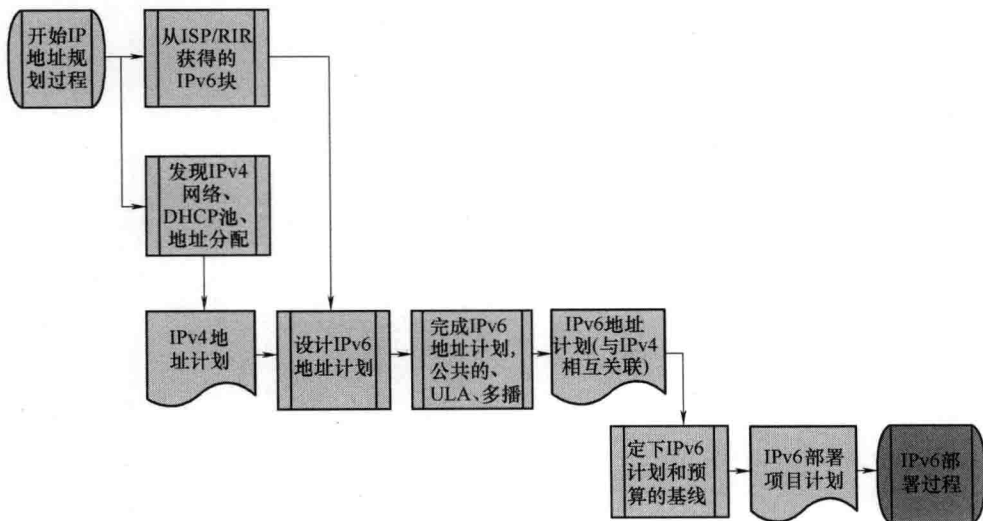 开始IP
地址规
划过程
从ISP/RIR
获得的
IPv6块
发现IPv4
网络、
DHCP池、
地址分配
IPv4地
址计划
设计IPv6
地址计划
完成IPv6
地址计划,
公共的、
ULA、多播
IPv6地址
计划(与IPv4
相互关联)
定下IPv6
计划和预
算的基线
IPv6部署
项目计划
IPv6部
署过程